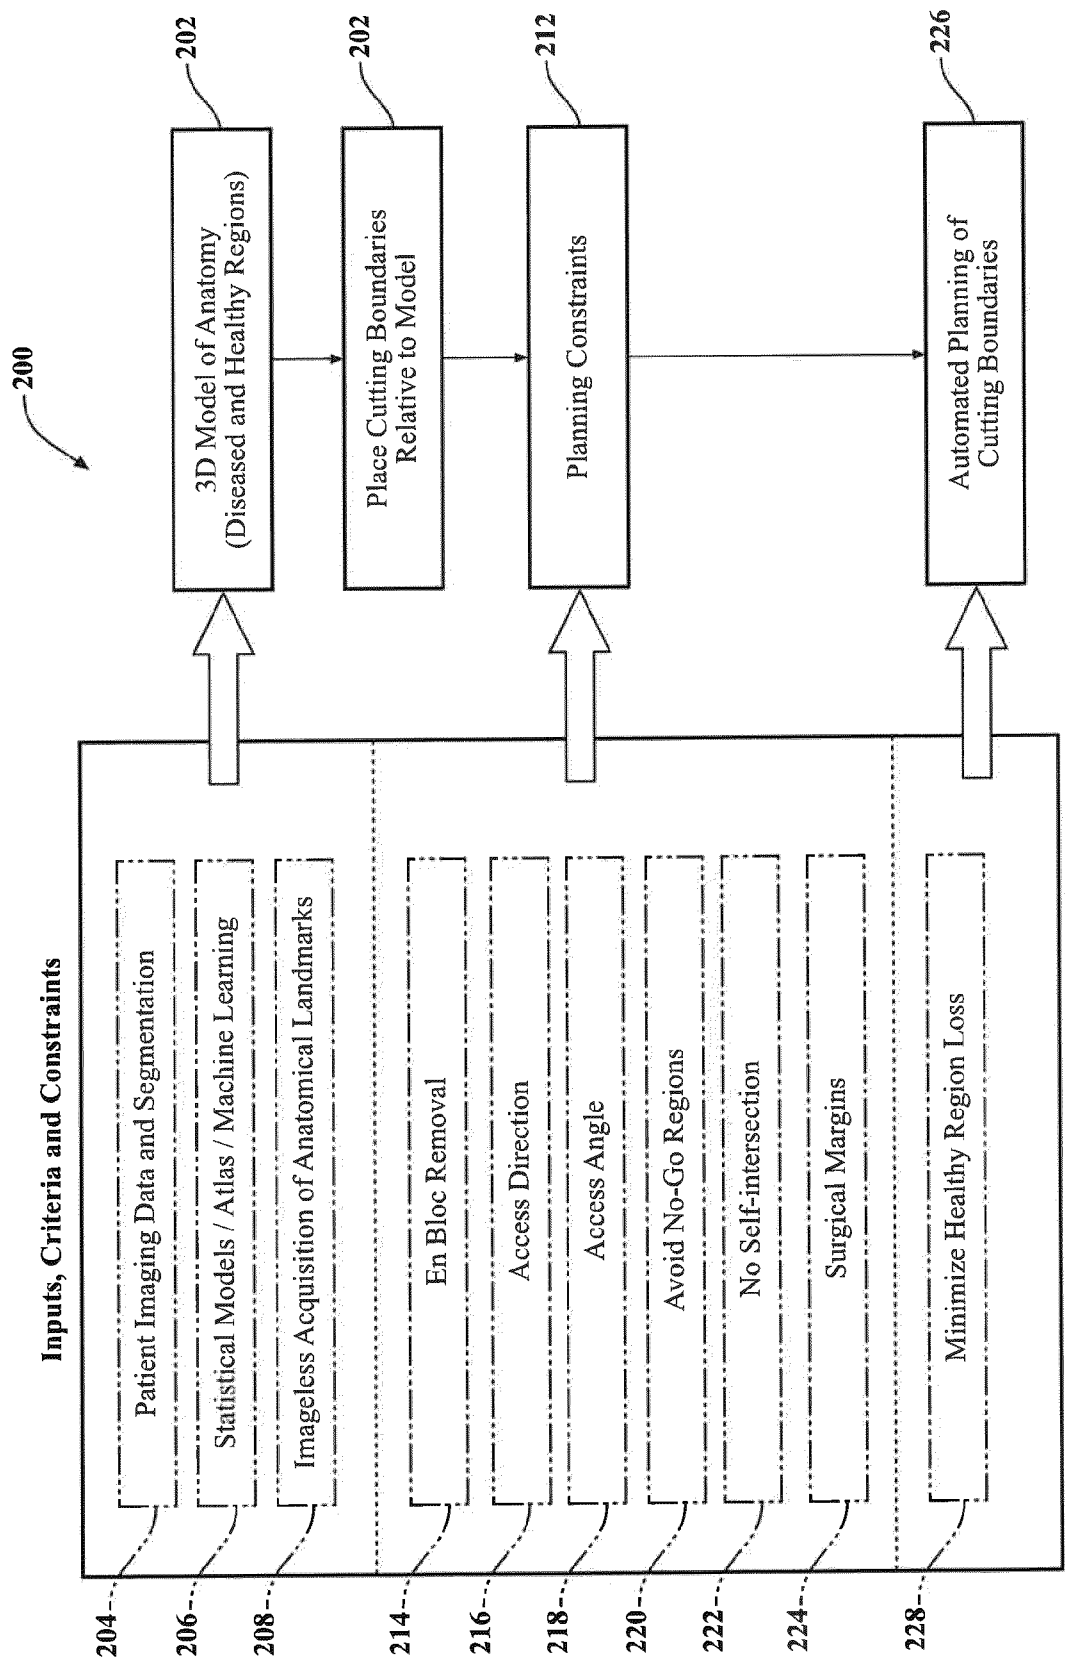 200
Inputs, Criteria and Constraints
204
Patient Imaging Data and Segmentation
206
Statistical Models / Atlas / Machine Learning
208
Imageless Acquisition of Anatomical Landmarks
214
En Bloc Removal
216
Access Direction
218
Access Angle
220
Avoid No-Go Regions
222
No Self-intersection
224
Surgical Margins
228
Minimize Healthy Region Loss
3D Model of Anatomy
(Diseased and Healthy Regions)
202
Place Cutting Boundaries
Relative to Model
202
Planning Constraints
212
Automated Planning of
Cutting Boundaries
226